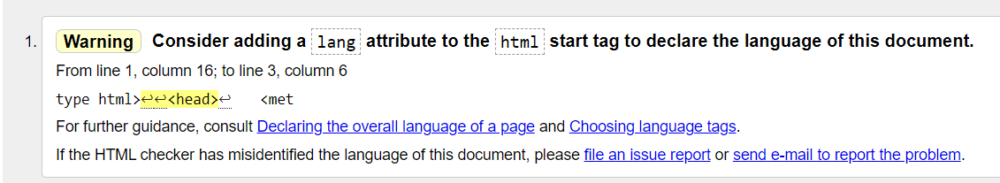 1. Warning Consider adding a lang attribute to the html start tag to declare the language of this document.
From line 1, column 16; to line 3, column 6
type html>↩↩<head>↩    <met
For further guidance, consult Declaring the overall language of a page and Choosing language tags.
If the HTML checker has misidentified the language of this document, please file an issue report or send e-mail to report the problem.